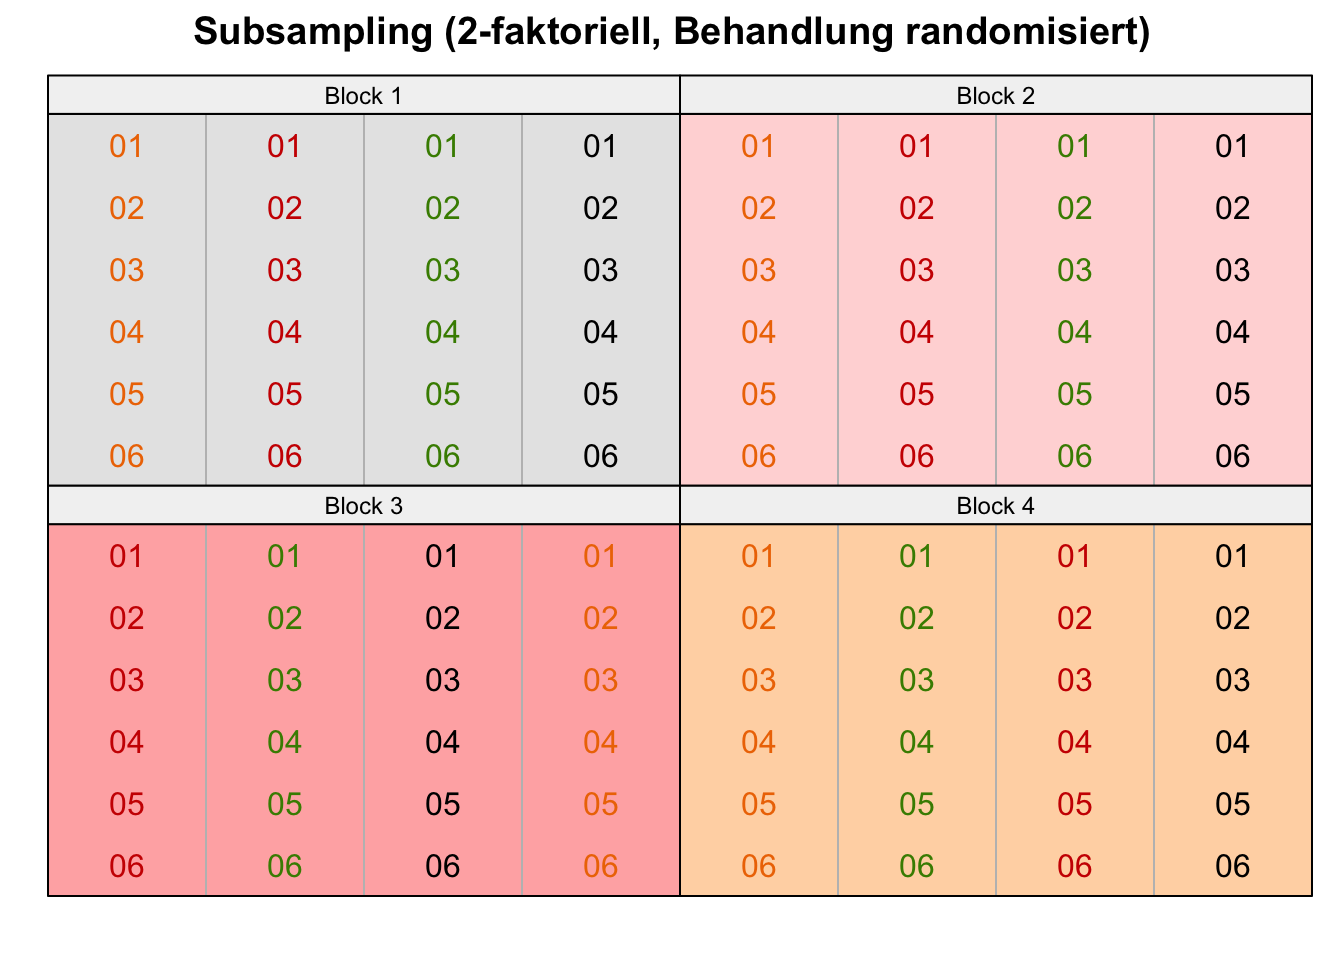 Subsampling (2-faktoriell, Behandlung randomisiert)
Block 1 Block 2
01 01 01 01 01 01 01 01
02 02 02 02 02 02 02 02
03 03 03 03 03 03 03 03
04 04 04 04 04 04 04 04
05 05 05 05 05 05 05 05
06 06 06 06 06 06 06 06
Block 3 Block 4
01 01 01 01 01 01 01 01
02 02 02 02 02 02 02 02
03 03 03 03 03 03 03 03
04 04 04 04 04 04 04 04
05 05 05 05 05 05 05 05
06 06 06 06 06 06 06 06